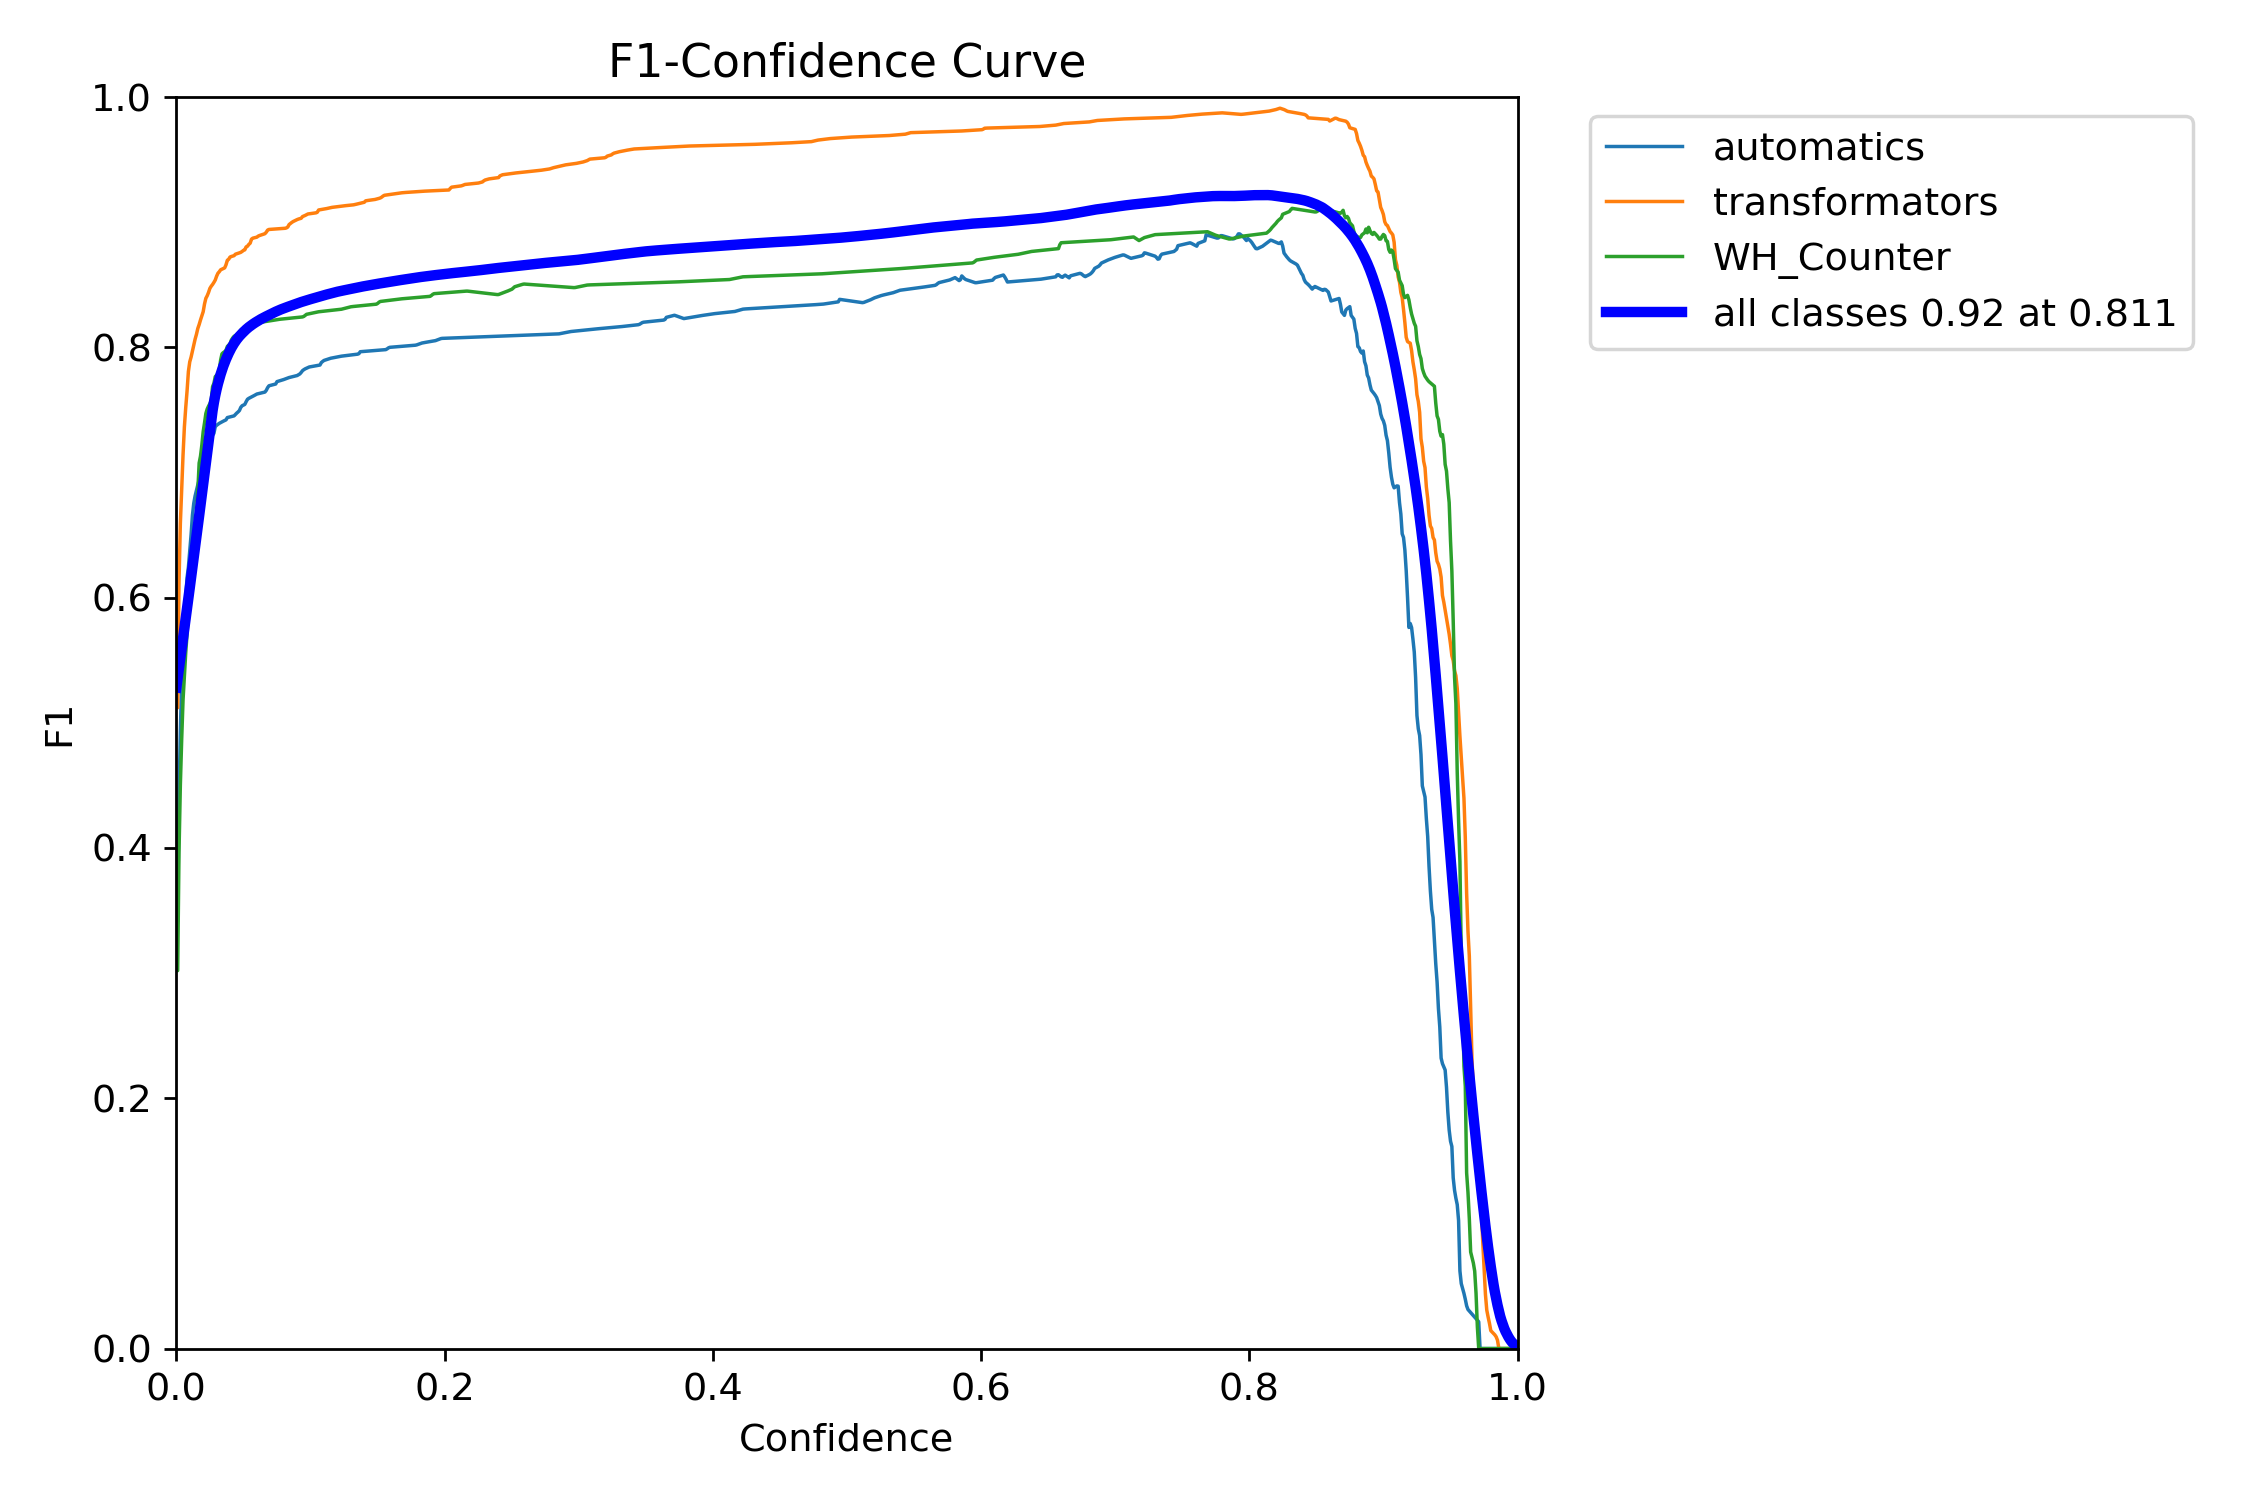 F1-Confidence Curve
1.0
0.8
0.6
0.4
0.2
0.0
F1
0.0 0.2 0.4 0.6 0.8 1.0
Confidence
automatics
transformators
WH_Counter
all classes 0.92 at 0.811